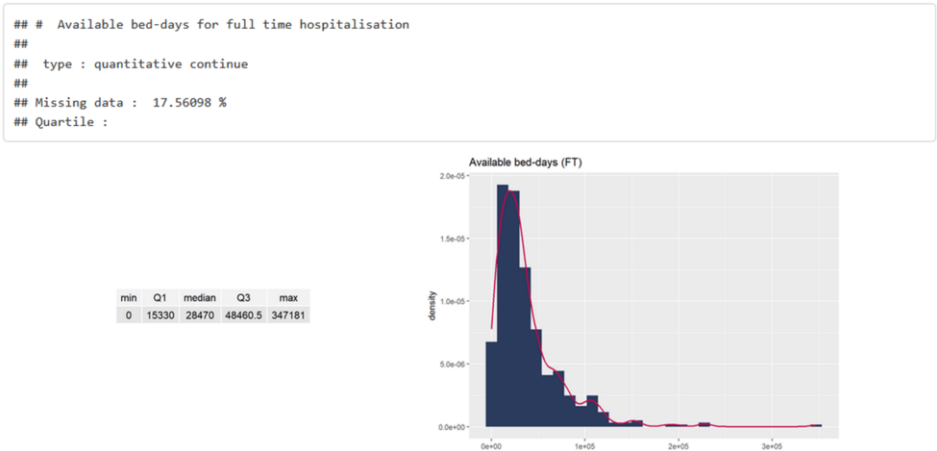 ## #  Available bed-days for full time hospitalisation
##
##  type : quantitative continue
##
## Missing data :  17.56098 %
## Quartile :
Available bed-days (FT)
2.0e-05
1.5e-05
1.0e-05
5.0e-06
0.0e+00
density
0e+00 1e+05 2e+05 3e+05
min Q1 median Q3 max
0 15330 28470 48460.5 347181